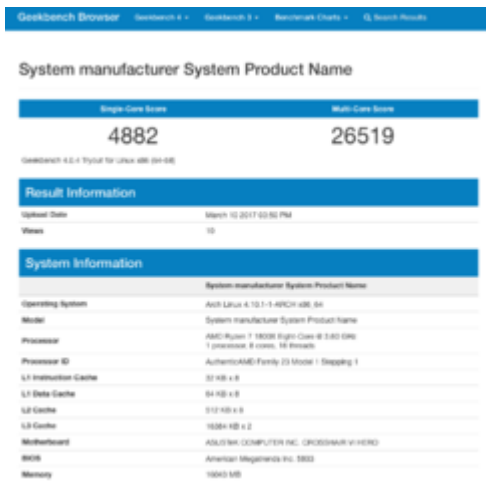 Geekbench Browser Geekbench 4 Geekbench 3 Benchmark Charts Search Results
System manufacturer System Product Name
Single-Core Score Multi-Core Score
4882 26519
Geekbench 4.0.4 Tryout for Linux x86 (64-bit)
Result Information
Upload Date March 10 2017 03:50 PM
Views 19
System Information
System manufacturer System Product Name
Operating System Arch Linux 4.10.1-1-ARCH x86_64
Model System manufacturer System Product Name
Processor AMD Ryzen 7 1800X Eight-Core @ 3.60 GHz
1 processor, 8 cores, 16 threads
Processor ID AuthenticAMD Family 23 Model 1 Stepping 1
L1 Instruction Cache 32 KB x 8
L1 Data Cache 64 KB x 8
L2 Cache 512 KB x 8
L3 Cache 16384 KB x 2
Motherboard ASUSTeK COMPUTER INC. CROSSHAIR VI HERO
BIOS American Megatrends Inc.
Memory MB